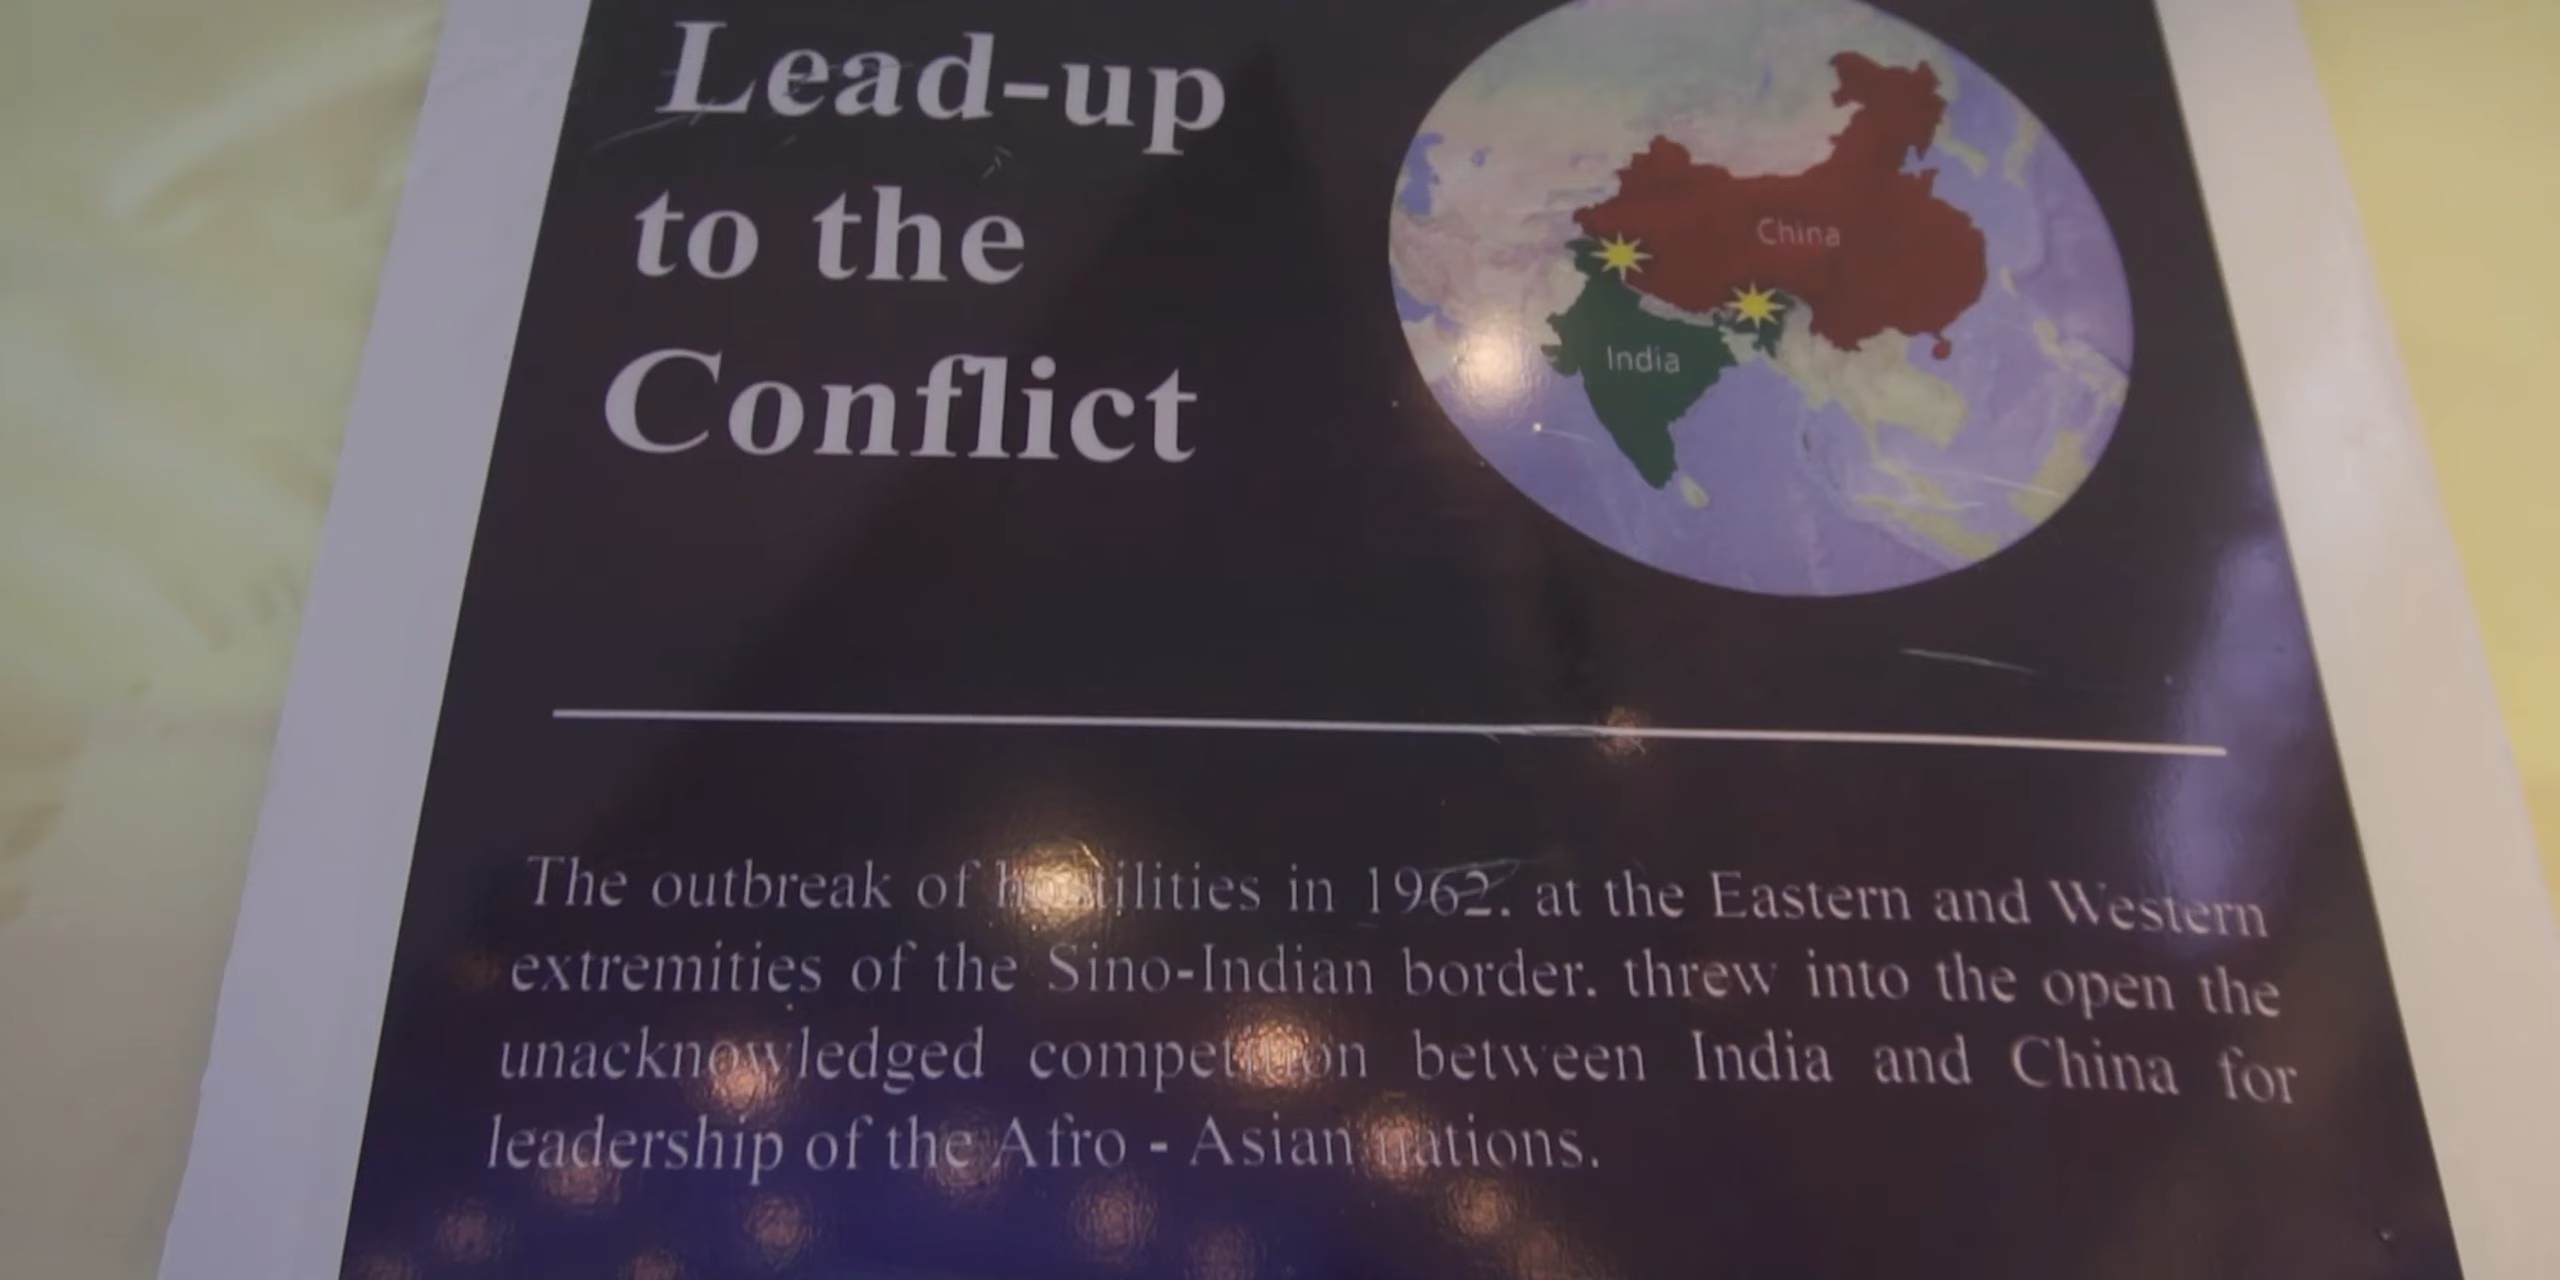 Lead-up
to the
Conflict
China
India
The outbreak of hostilities in 1962. at the Eastern and Western
extremities of the Sino-Indian border. threw into the open the
unacknowledged competition between India and China for
leadership of the Afro - Asian nations.